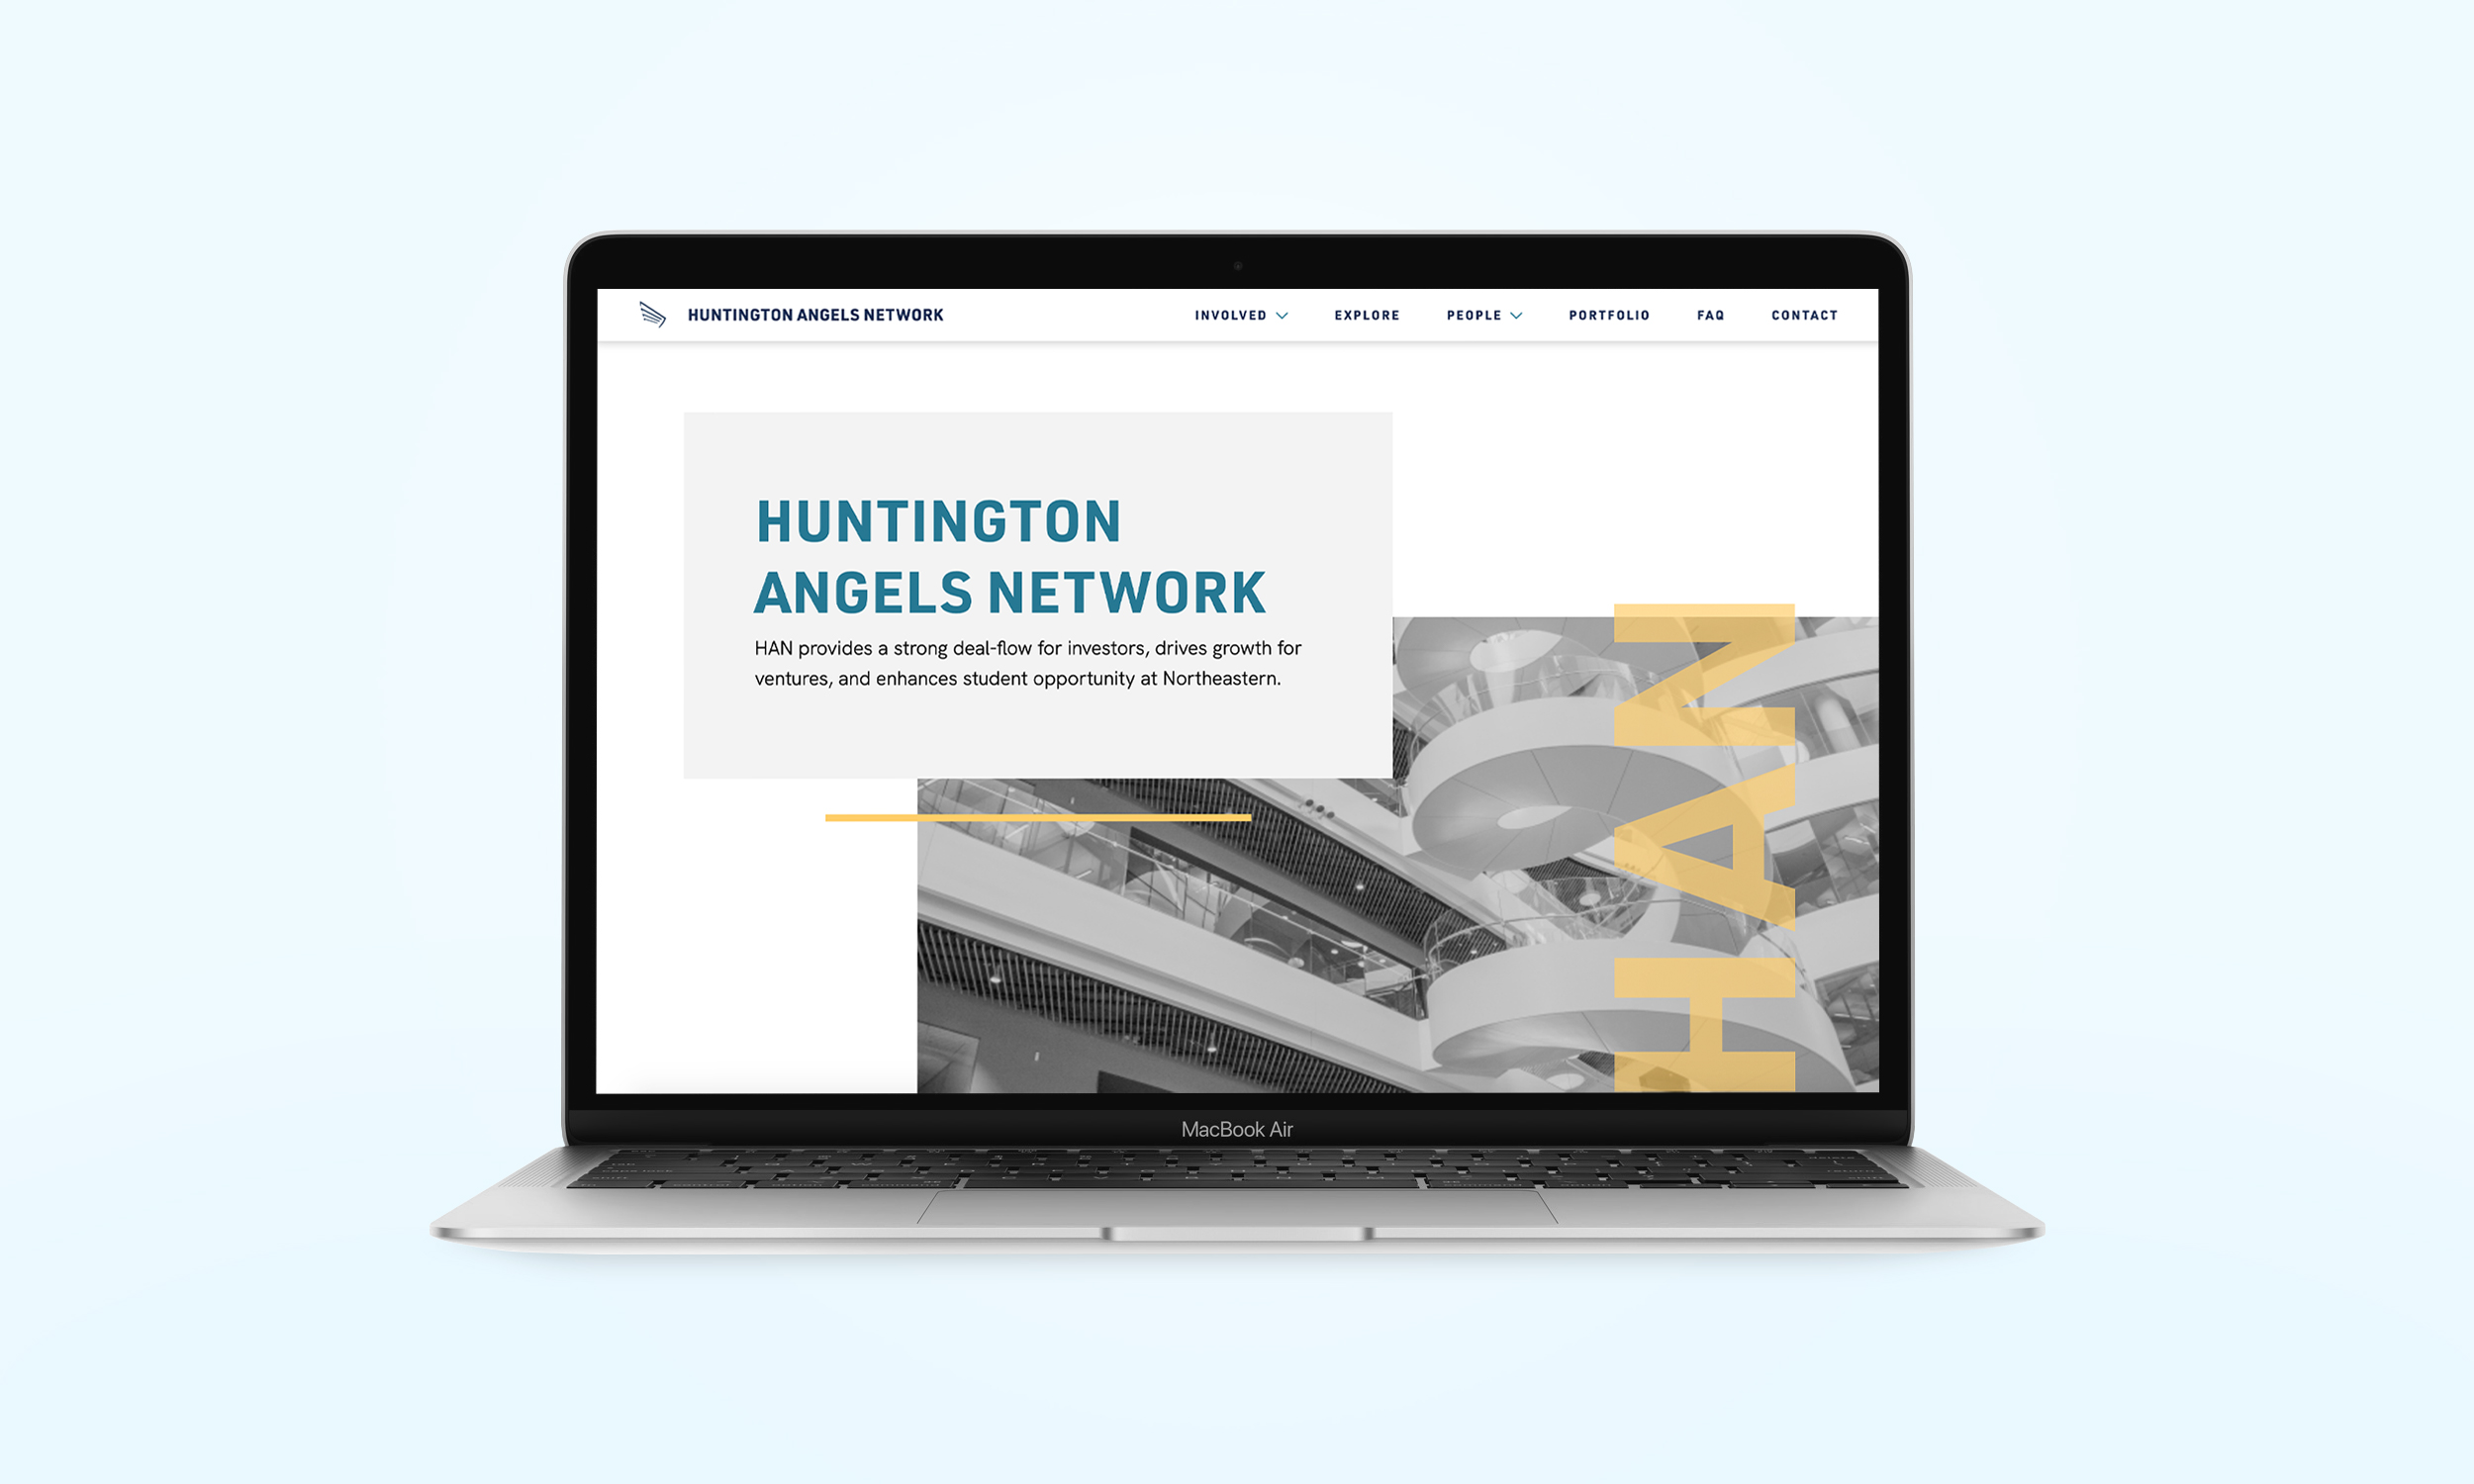 HUNTINGTON ANGELS NETWORK
INVOLVED EXPLORE PEOPLE PORTFOLIO FAQ CONTACT
HUNTINGTON
ANGELS NETWORK
HAN provides a strong deal-flow for investors, drives growth for
ventures, and enhances student opportunity at Northeastern.
HAN
MacBook Air